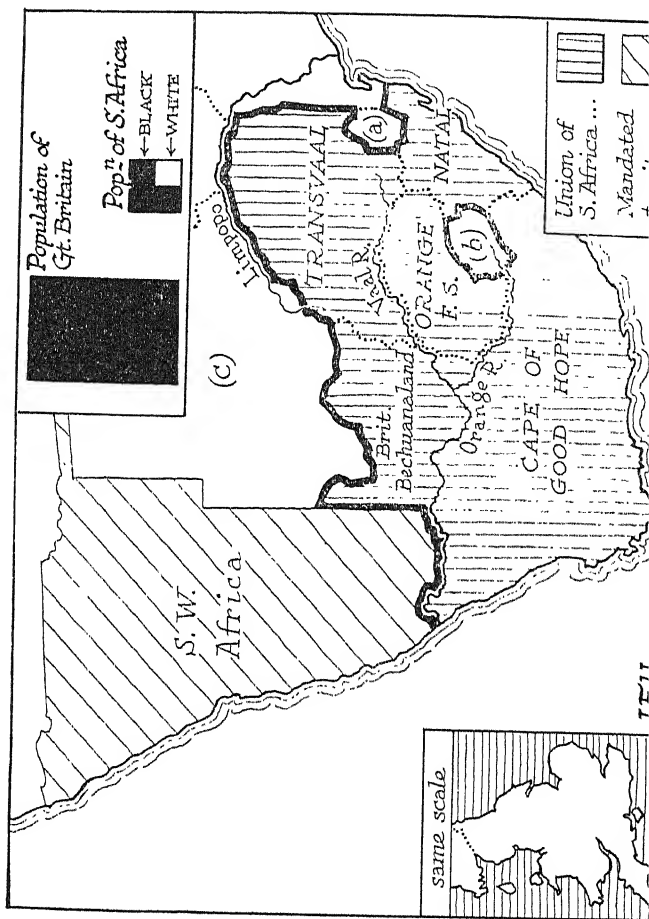 Population of
Gt. Britain
Popn of S. Africa
←BLACK
←WHITE
Limpopo
(c)
TRANSVAAL
(a)
Vaal R.
NATAL
ORANGE
F. S.
(b)
Brit.
Bechuanaland
Orange R.
CAPE OF
GOOD HOPE
S. W.
Africa
Union of
S. Africa ...
Mandated
same scale